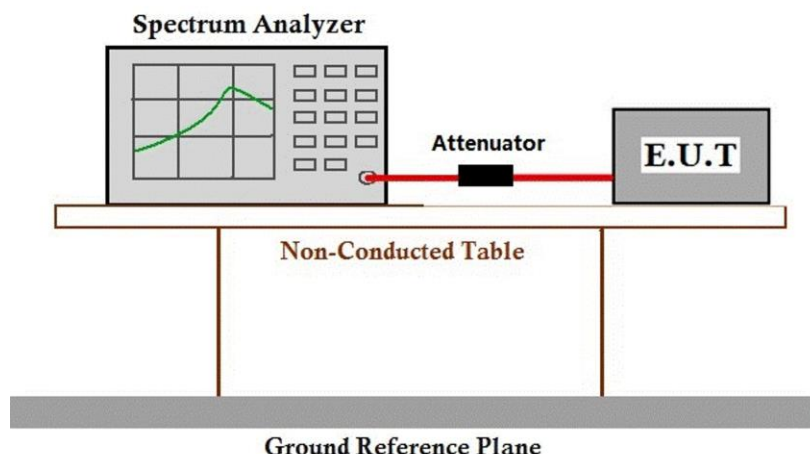 Spectrum Analyzer
Attenuator
E.U.T
Non-Conducted Table
Ground Reference Plane